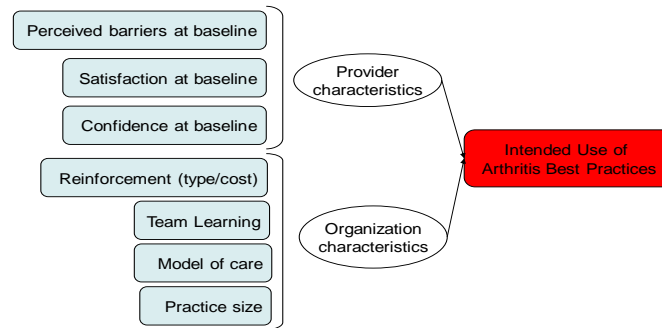 Perceived barriers at baseline
Satisfaction at baseline
Confidence at baseline
Reinforcement (type/cost)
Team Learning
Model of care
Practice size
Provider
characteristics
Organization
characteristics
Intended Use of
Arthritis Best Practices